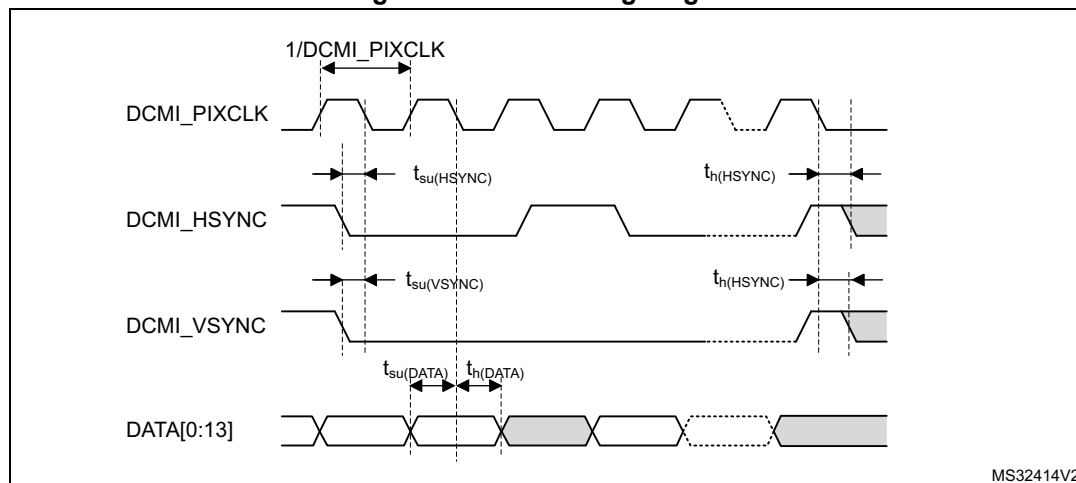 1/DCMI_PIXCLK
DCMI_PIXCLK
tsu(HSYNC)
th(HSYNC)
DCMI_HSYNC
tsu(VSYNC)
th(HSYNC)
DCMI_VSYNC
tsu(DATA) th(DATA)
DATA[0:13]
MS32414V2